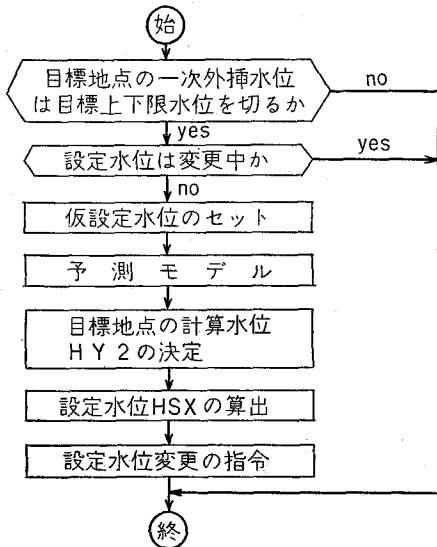 始
目標地点の一次外挿水位
は目標上下限水位を切るか
no
yes
設定水位は変更中か
yes
no
仮設定水位のセット
予測モデル
目標地点の計算水位
HY2の決定
設定水位HSXの算出
設定水位変更の指令
終